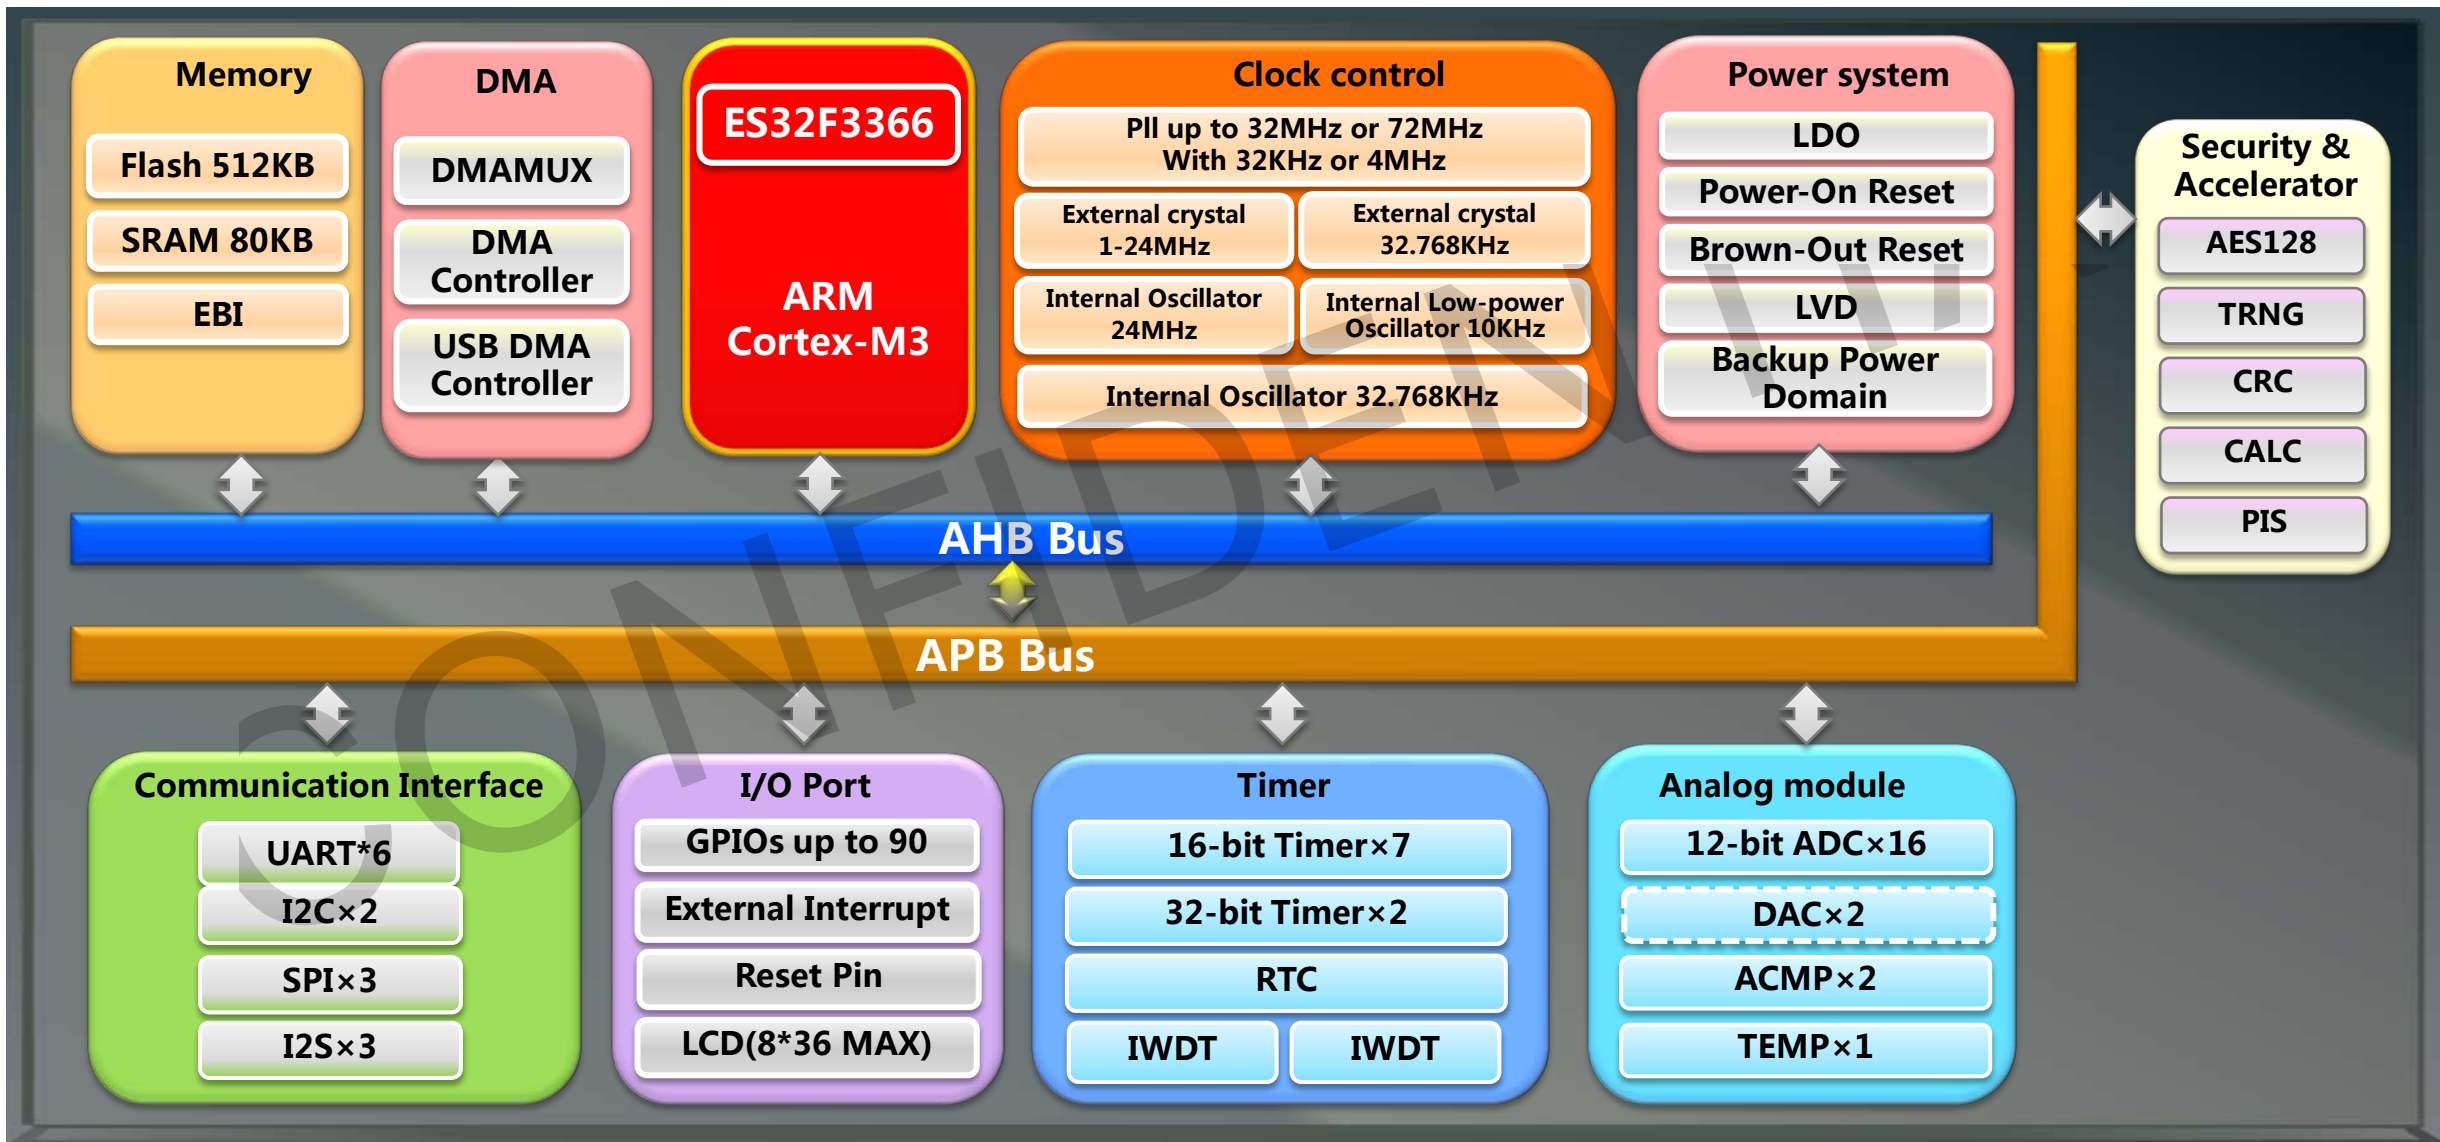 Memory
Flash 512KB
SRAM 80KB
EBI
DMA
DMAMUX
DMA
Controller
USB DMA
Controller
ES32F3366
ARM
Cortex-M3
Clock control
Pll up to 32MHz or 72MHz
With 32KHz or 4MHz
External crystal
1-24MHz
External crystal
32.768KHz
Internal Oscillator
24MHz
Internal Low-power
Oscillator 10KHz
Internal Oscillator 32.768KHz
Power system
LDO
Power-On Reset
Brown-Out Reset
LVD
Backup Power
Domain
Security &
Accelerator
AES128
TRNG
CRC
CALC
PIS
AHB Bus
APB Bus
Communication Interface
UART*6
I2C×2
SPI×3
I2S×3
I/O Port
GPIOs up to 90
External Interrupt
Reset Pin
LCD(8*36 MAX)
Timer
16-bit Timer×7
32-bit Timer×2
RTC
IWDT
IWDT
Analog module
12-bit ADC×16
DAC×2
ACMP×2
TEMP×1